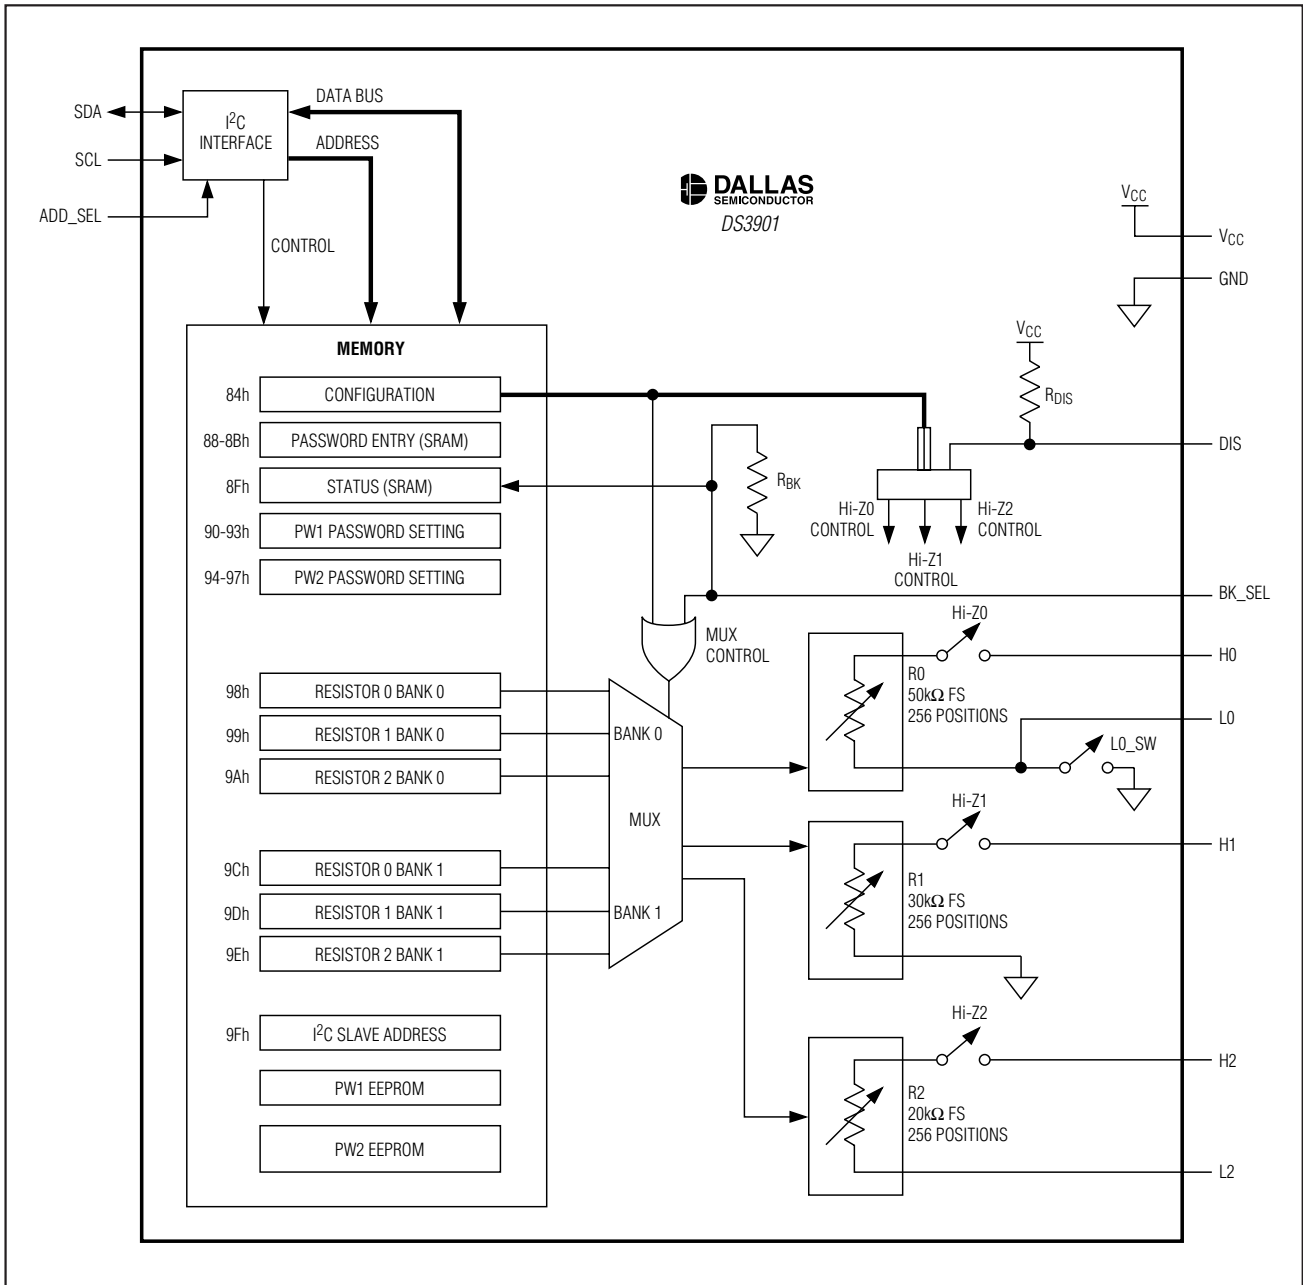 SDA
SCL
ADD_SEL
I2C
INTERFACE
DATA BUS
ADDRESS
CONTROL
DALLAS
SEMICONDUCTOR
DS3901
VCC
VCC
GND
VCC
RDIS
DIS
MEMORY
84h CONFIGURATION
88-8Bh PASSWORD ENTRY (SRAM)
8Fh STATUS (SRAM)
90-93h PW1 PASSWORD SETTING
94-97h PW2 PASSWORD SETTING
RBK
Hi-Z0
CONTROL
Hi-Z1
CONTROL
Hi-Z2
CONTROL
BK_SEL
MUX
CONTROL
98h RESISTOR 0 BANK 0
99h RESISTOR 1 BANK 0
9Ah RESISTOR 2 BANK 0
9Ch RESISTOR 0 BANK 1
9Dh RESISTOR 1 BANK 1
9Eh RESISTOR 2 BANK 1
9Fh I2C SLAVE ADDRESS
PW1 EEPROM
PW2 EEPROM
BANK 0
MUX
BANK 1
Hi-Z0
H0
R0
50kΩ FS
256 POSITIONS
L0
L0_SW
Hi-Z1
H1
R1
30kΩ FS
256 POSITIONS
Hi-Z2
H2
R2
20kΩ FS
256 POSITIONS
L2